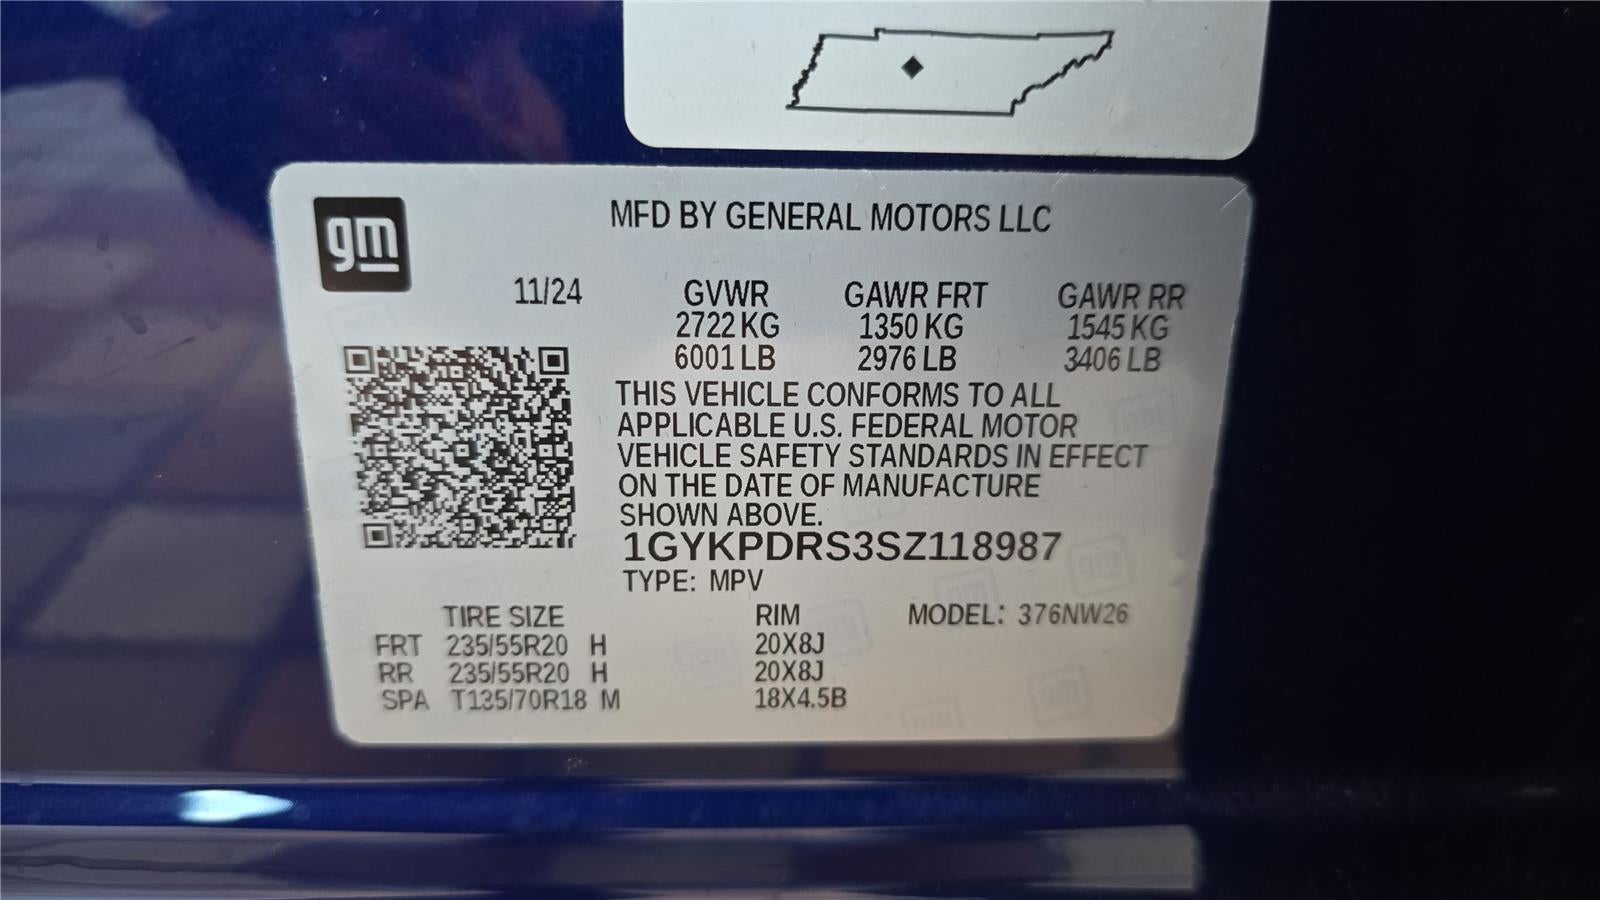 gm
MFD BY GENERAL MOTORS LLC
11/24 GVWR GAWR FRT GAWR RR
2722 KG 1350 KG 1545 KG
6001 LB 2976 LB 3406 LB
THIS VEHICLE CONFORMS TO ALL
APPLICABLE U.S. FEDERAL MOTOR
VEHICLE SAFETY STANDARDS IN EFFECT
ON THE DATE OF MANUFACTURE
SHOWN ABOVE.
1GYKPDRS3SZ118987
TYPE: MPV
TIRE SIZE RIM MODEL: 376NW26
FRT 235/55R20 H 20X8J
RR 235/55R20 H 20X8J
SPA T135/70R18 M 18X4.5B